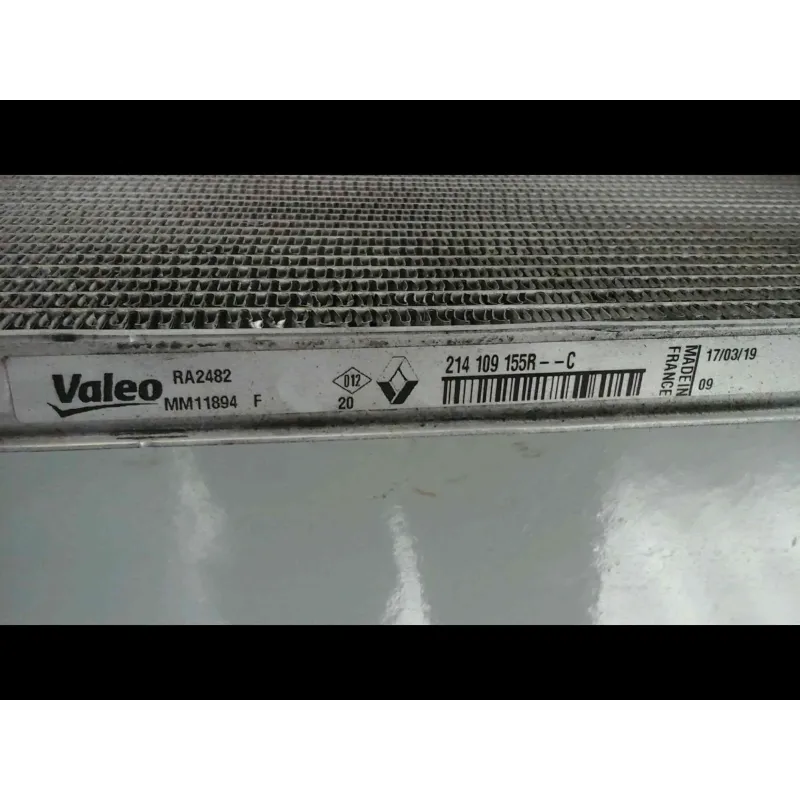 Valeo
RA2482
MM11894 F
012
20
214 109 155R--C
MADE IN
FRANCE
17/03/19
09